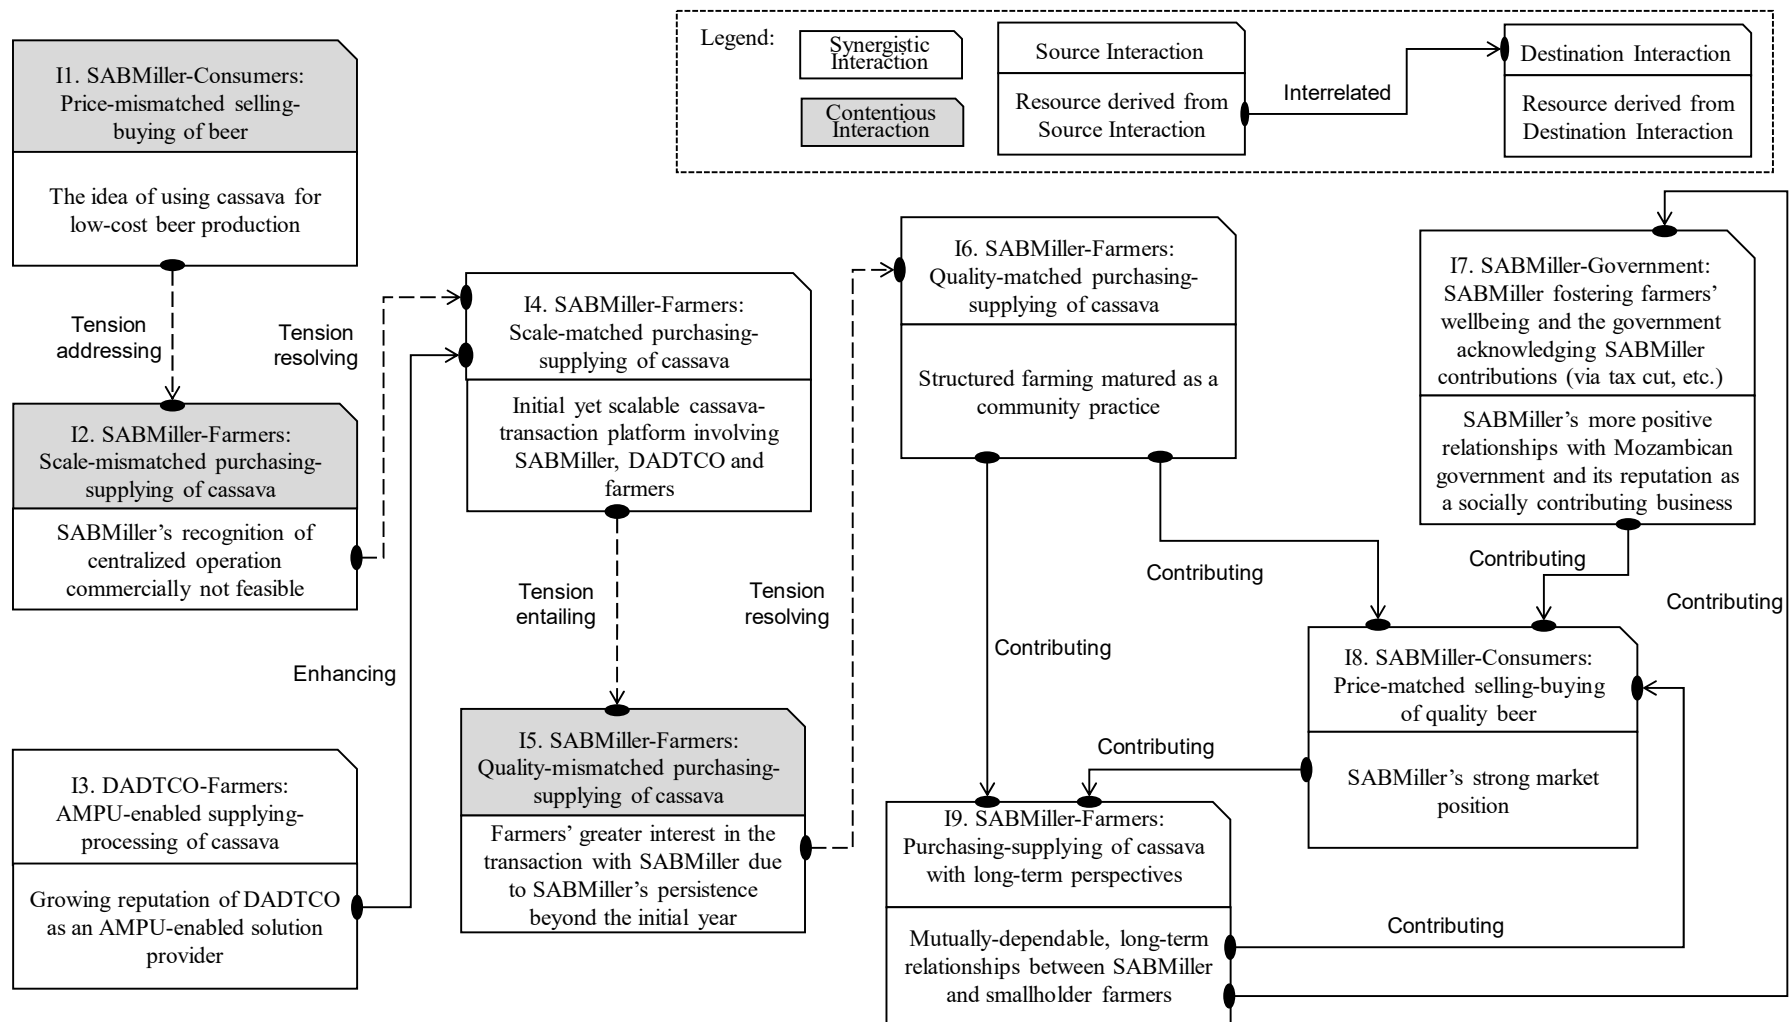 Legend:
Synergistic
Interaction
Contentious
Interaction
Source Interaction
Resource derived from
Source Interaction
Interrelated
Destination Interaction
Resource derived from
Destination Interaction
I1. SABMiller-Consumers:
Price-mismatched selling-
buying of beer
The idea of using cassava for
low-cost beer production
Tension
addressing
I2. SABMiller-Farmers:
Scale-mismatched purchasing-
supplying of cassava
SABMiller’s recognition of
centralized operation
commercially not feasible
Tension
resolving
I3. DADTCO-Farmers:
AMPU-enabled supplying-
processing of cassava
Growing reputation of DADTCO
as an AMPU-enabled solution
provider
Enhancing
I4. SABMiller-Farmers:
Scale-matched purchasing-
supplying of cassava
Initial yet scalable cassava-
transaction platform involving
SABMiller, DADTCO and
farmers
Tension
entailing
I5. SABMiller-Farmers:
Quality-mismatched purchasing-
supplying of cassava
Farmers’ greater interest in the
transaction with SABMiller due
to SABMiller’s persistence
beyond the initial year
Tension
resolving
I6. SABMiller-Farmers:
Quality-matched purchasing-
supplying of cassava
Structured farming matured as a
community practice
Contributing
Contributing
I7. SABMiller-Government:
SABMiller fostering farmers’
wellbeing and the government
acknowledging SABMiller
contributions (via tax cut, etc.)
SABMiller’s more positive
relationships with Mozambican
government and its reputation as
a socially contributing business
Contributing
Contributing
I8. SABMiller-Consumers:
Price-matched selling-buying
of quality beer
SABMiller’s strong market
position
Contributing
I9. SABMiller-Farmers:
Purchasing-supplying of cassava
with long-term perspectives
Mutually-dependable, long-term
relationships between SABMiller
and smallholder farmers
Contributing